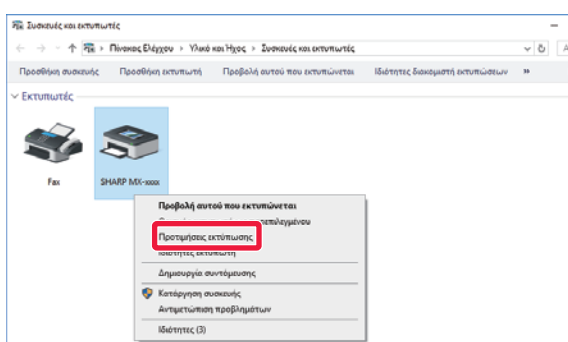 Συσκευές και εκτυπωτές
Πίνακας Ελέγχου › Υλικό και Ήχος › Συσκευές και εκτυπωτές
Προσθήκη συσκευής Προσθήκη εκτυπωτή Προβολή αυτού που εκτυπώνεται Ιδιότητες διακομιστή εκτυπώσεων »
Εκτυπωτές
Fax SHARP MX-xxxx
Προβολή αυτού που εκτυπώνεται
Προτιμήσεις εκτύπωσης
Ιδιότητες εκτυπωτή
Δημιουργία συντόμευσης
Κατάργηση συσκευής
Αντιμετώπιση προβλημάτων
Ιδιότητες (3)